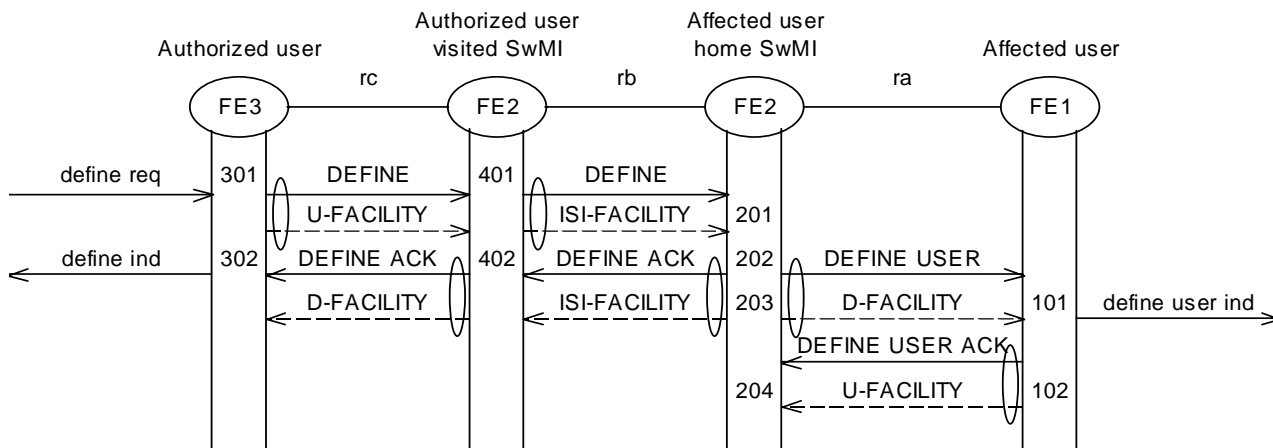 Authorized user
Authorized user visited SwMI
Affected user home SwMI
Affected user
rc
rb
ra
FE3
FE2
FE2
FE1
define req
301
DEFINE
401
DEFINE
U-FACILITY
ISI-FACILITY
201
define ind
302
DEFINE ACK
402
DEFINE ACK
202
DEFINE USER
D-FACILITY
ISI-FACILITY
203
D-FACILITY
101
define user ind
DEFINE USER ACK
204
U-FACILITY
102